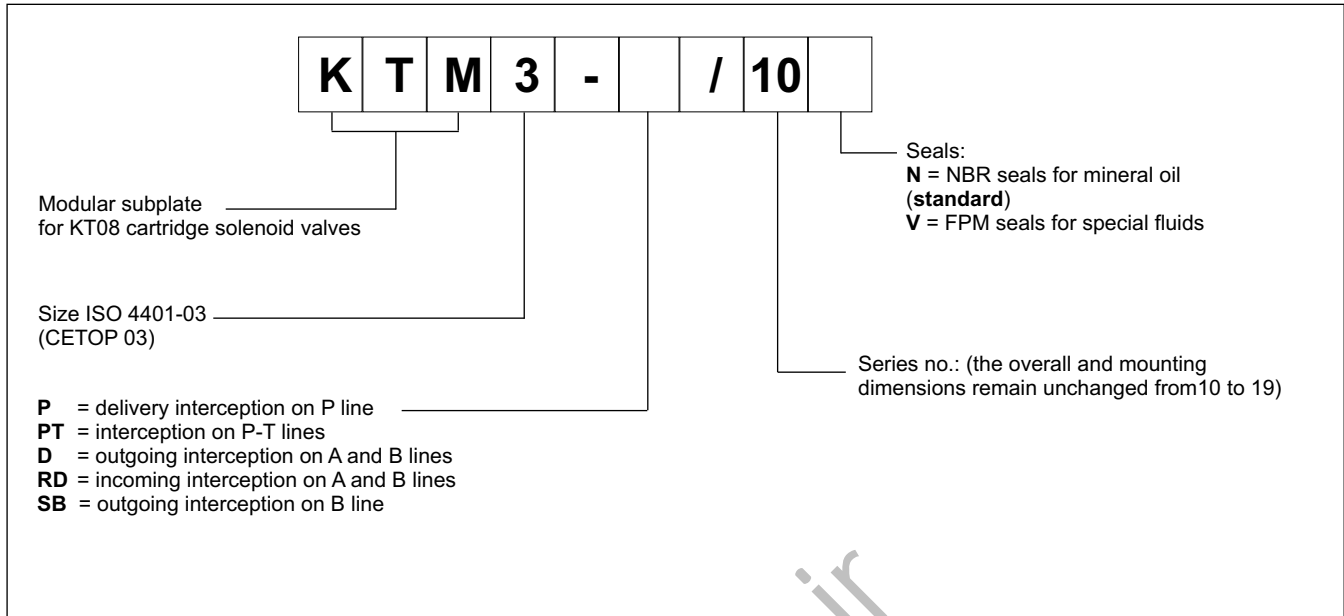 K T M 3 - / 10
Seals:
N = NBR seals for mineral oil
(standard)
V = FPM seals for special fluids
Modular subplate
for KT08 cartridge solenoid valves
Size ISO 4401-03
(CETOP 03)
Series no.: (the overall and mounting
dimensions remain unchanged from10 to 19)
P = delivery interception on P line
PT = interception on P-T lines
D = outgoing interception on A and B lines
RD = incoming interception on A and B lines
SB = outgoing interception on B line
.ir